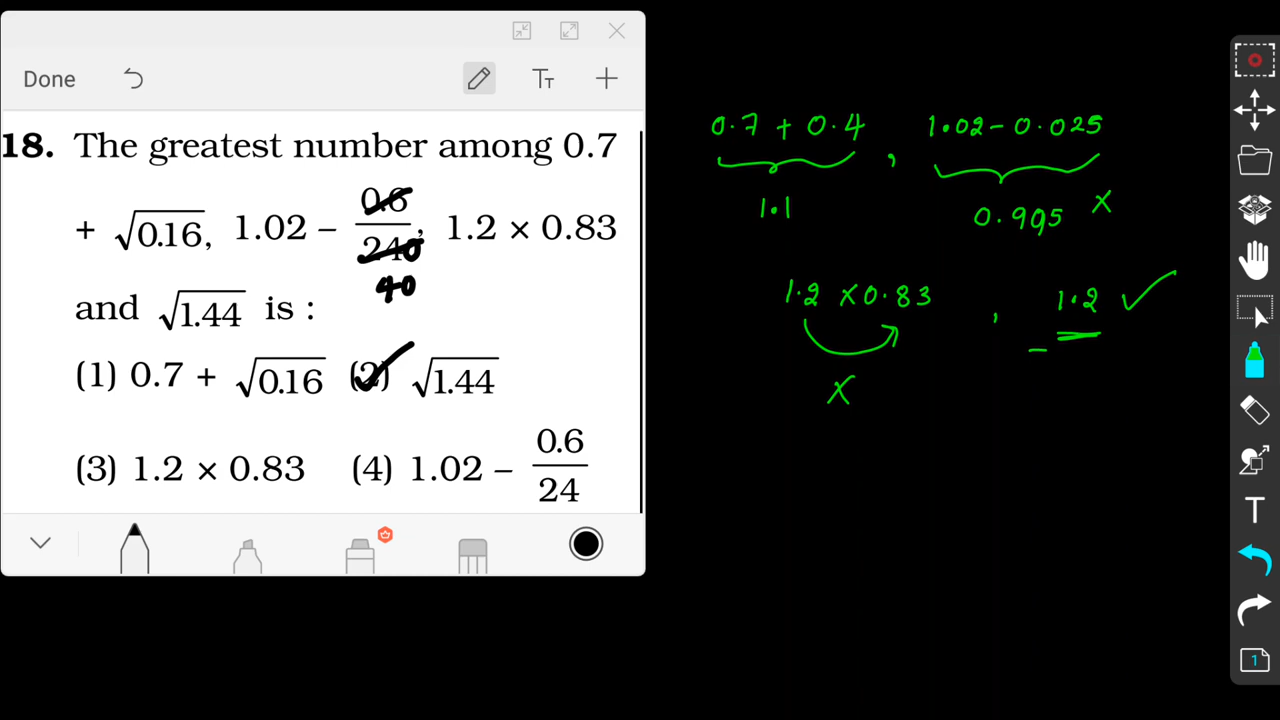 Done
Tт
18. The greatest number among 0.7
+ √0.16, 1.02 – 0.6/240, 1.2 × 0.83
40
and √1.44 is :
(1) 0.7 + √0.16 (2) √1.44
(3) 1.2 × 0.83 (4) 1.02 – 0.6/24
0.7 + 0.4 , 1.02 - 0.025
1.1 0.995 X
1.2 × 0.83 , 1.2 ✓
X
T
1